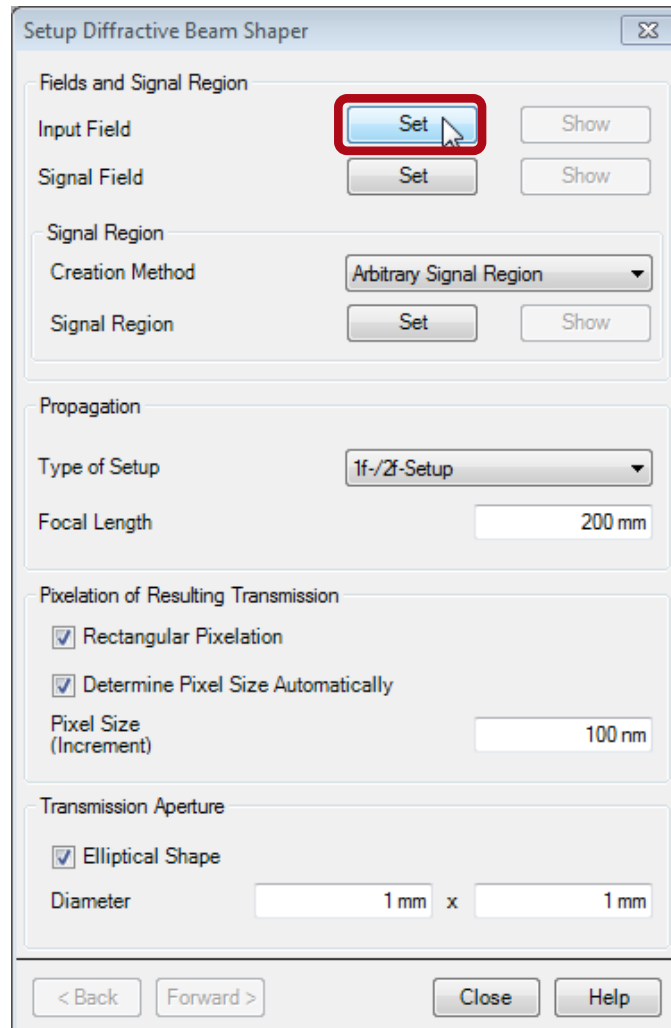 Setup Diffractive Beam Shaper
Fields and Signal Region
Input Field Set Show
Signal Field Set Show
Signal Region
Creation Method Arbitrary Signal Region
Signal Region Set Show
Propagation
Type of Setup 1f-/2f-Setup
Focal Length 200 mm
Pixelation of Resulting Transmission
Rectangular Pixelation
Determine Pixel Size Automatically
Pixel Size
(Increment) 100 nm
Transmission Aperture
Elliptical Shape
Diameter 1 mm x 1 mm
< Back Forward > Close Help